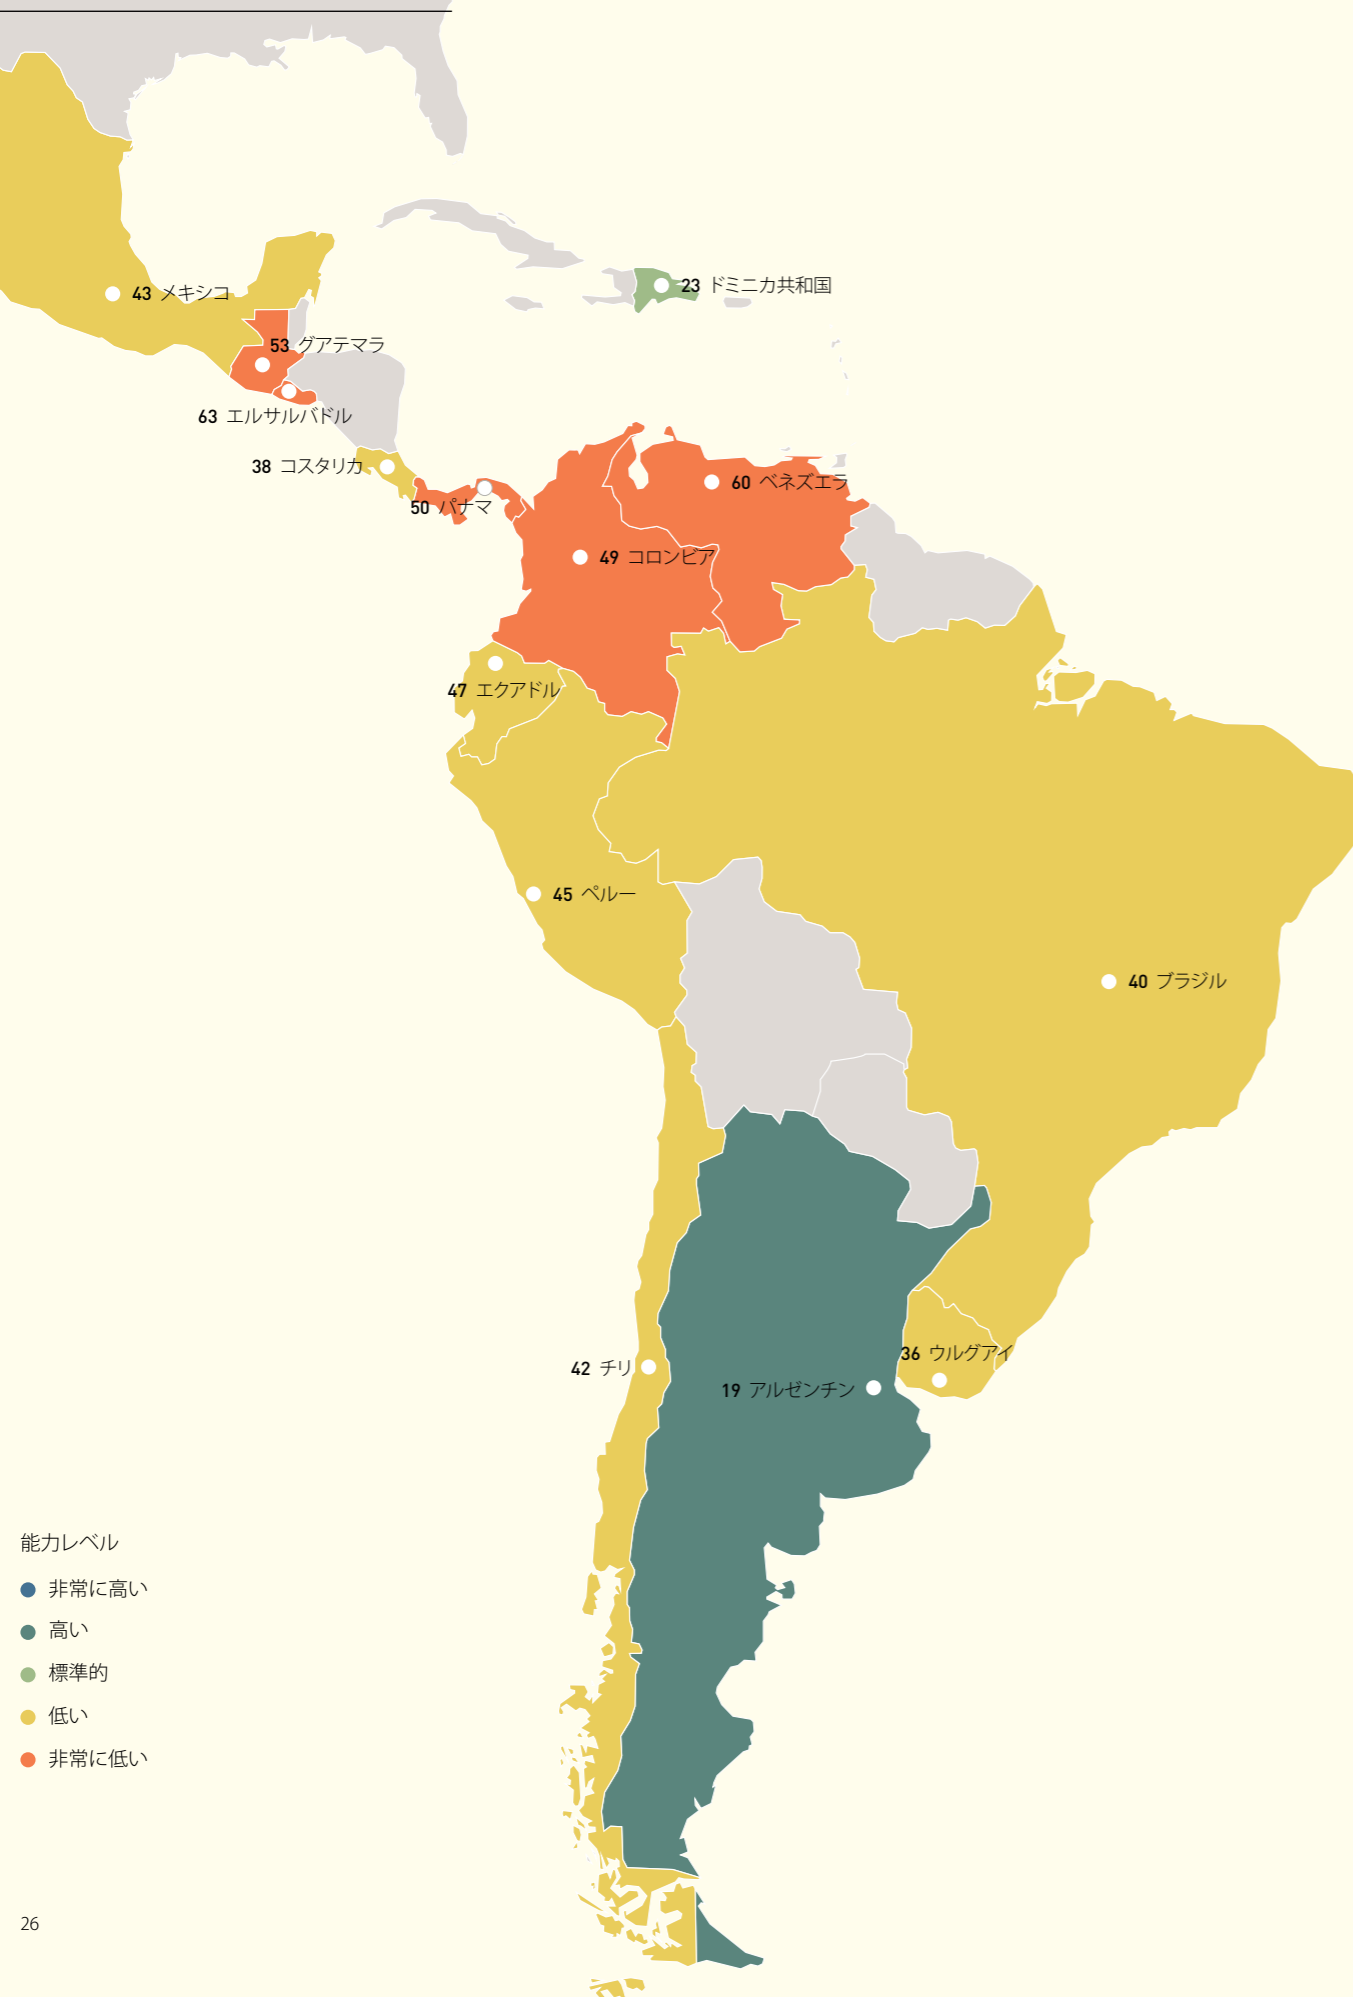 43 メキシコ
23 ドミニカ共和国
53 グアテマラ
63 エルサルバドル
38 コスタリカ
50 パナマ
60 ベネズエラ
49 コロンビア
47 エクアドル
45 ペルー
40 ブラジル
36 ウルグアイ
42 チリ
19 アルゼンチン
能力レベル
非常に高い
高い
標準的
低い
非常に低い
26